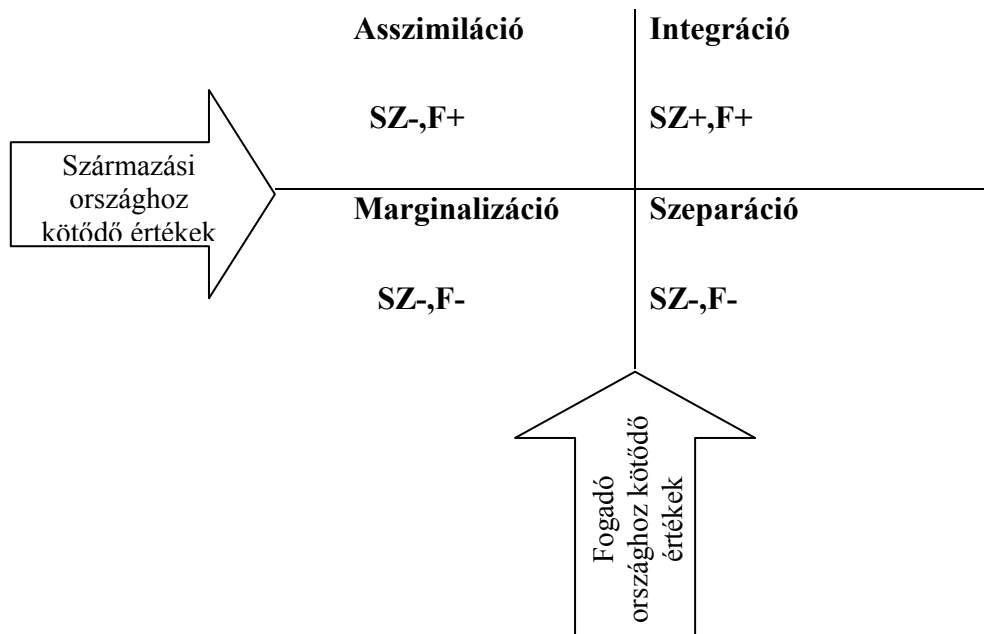 Asszimiláció
Integráció
SZ-,F+
SZ+,F+
Származási
országhoz
kötődő értékek
Marginalizáció
Szeparáció
SZ-,F-
SZ-,F-
Fogadó
országhoz kötődő
értékek